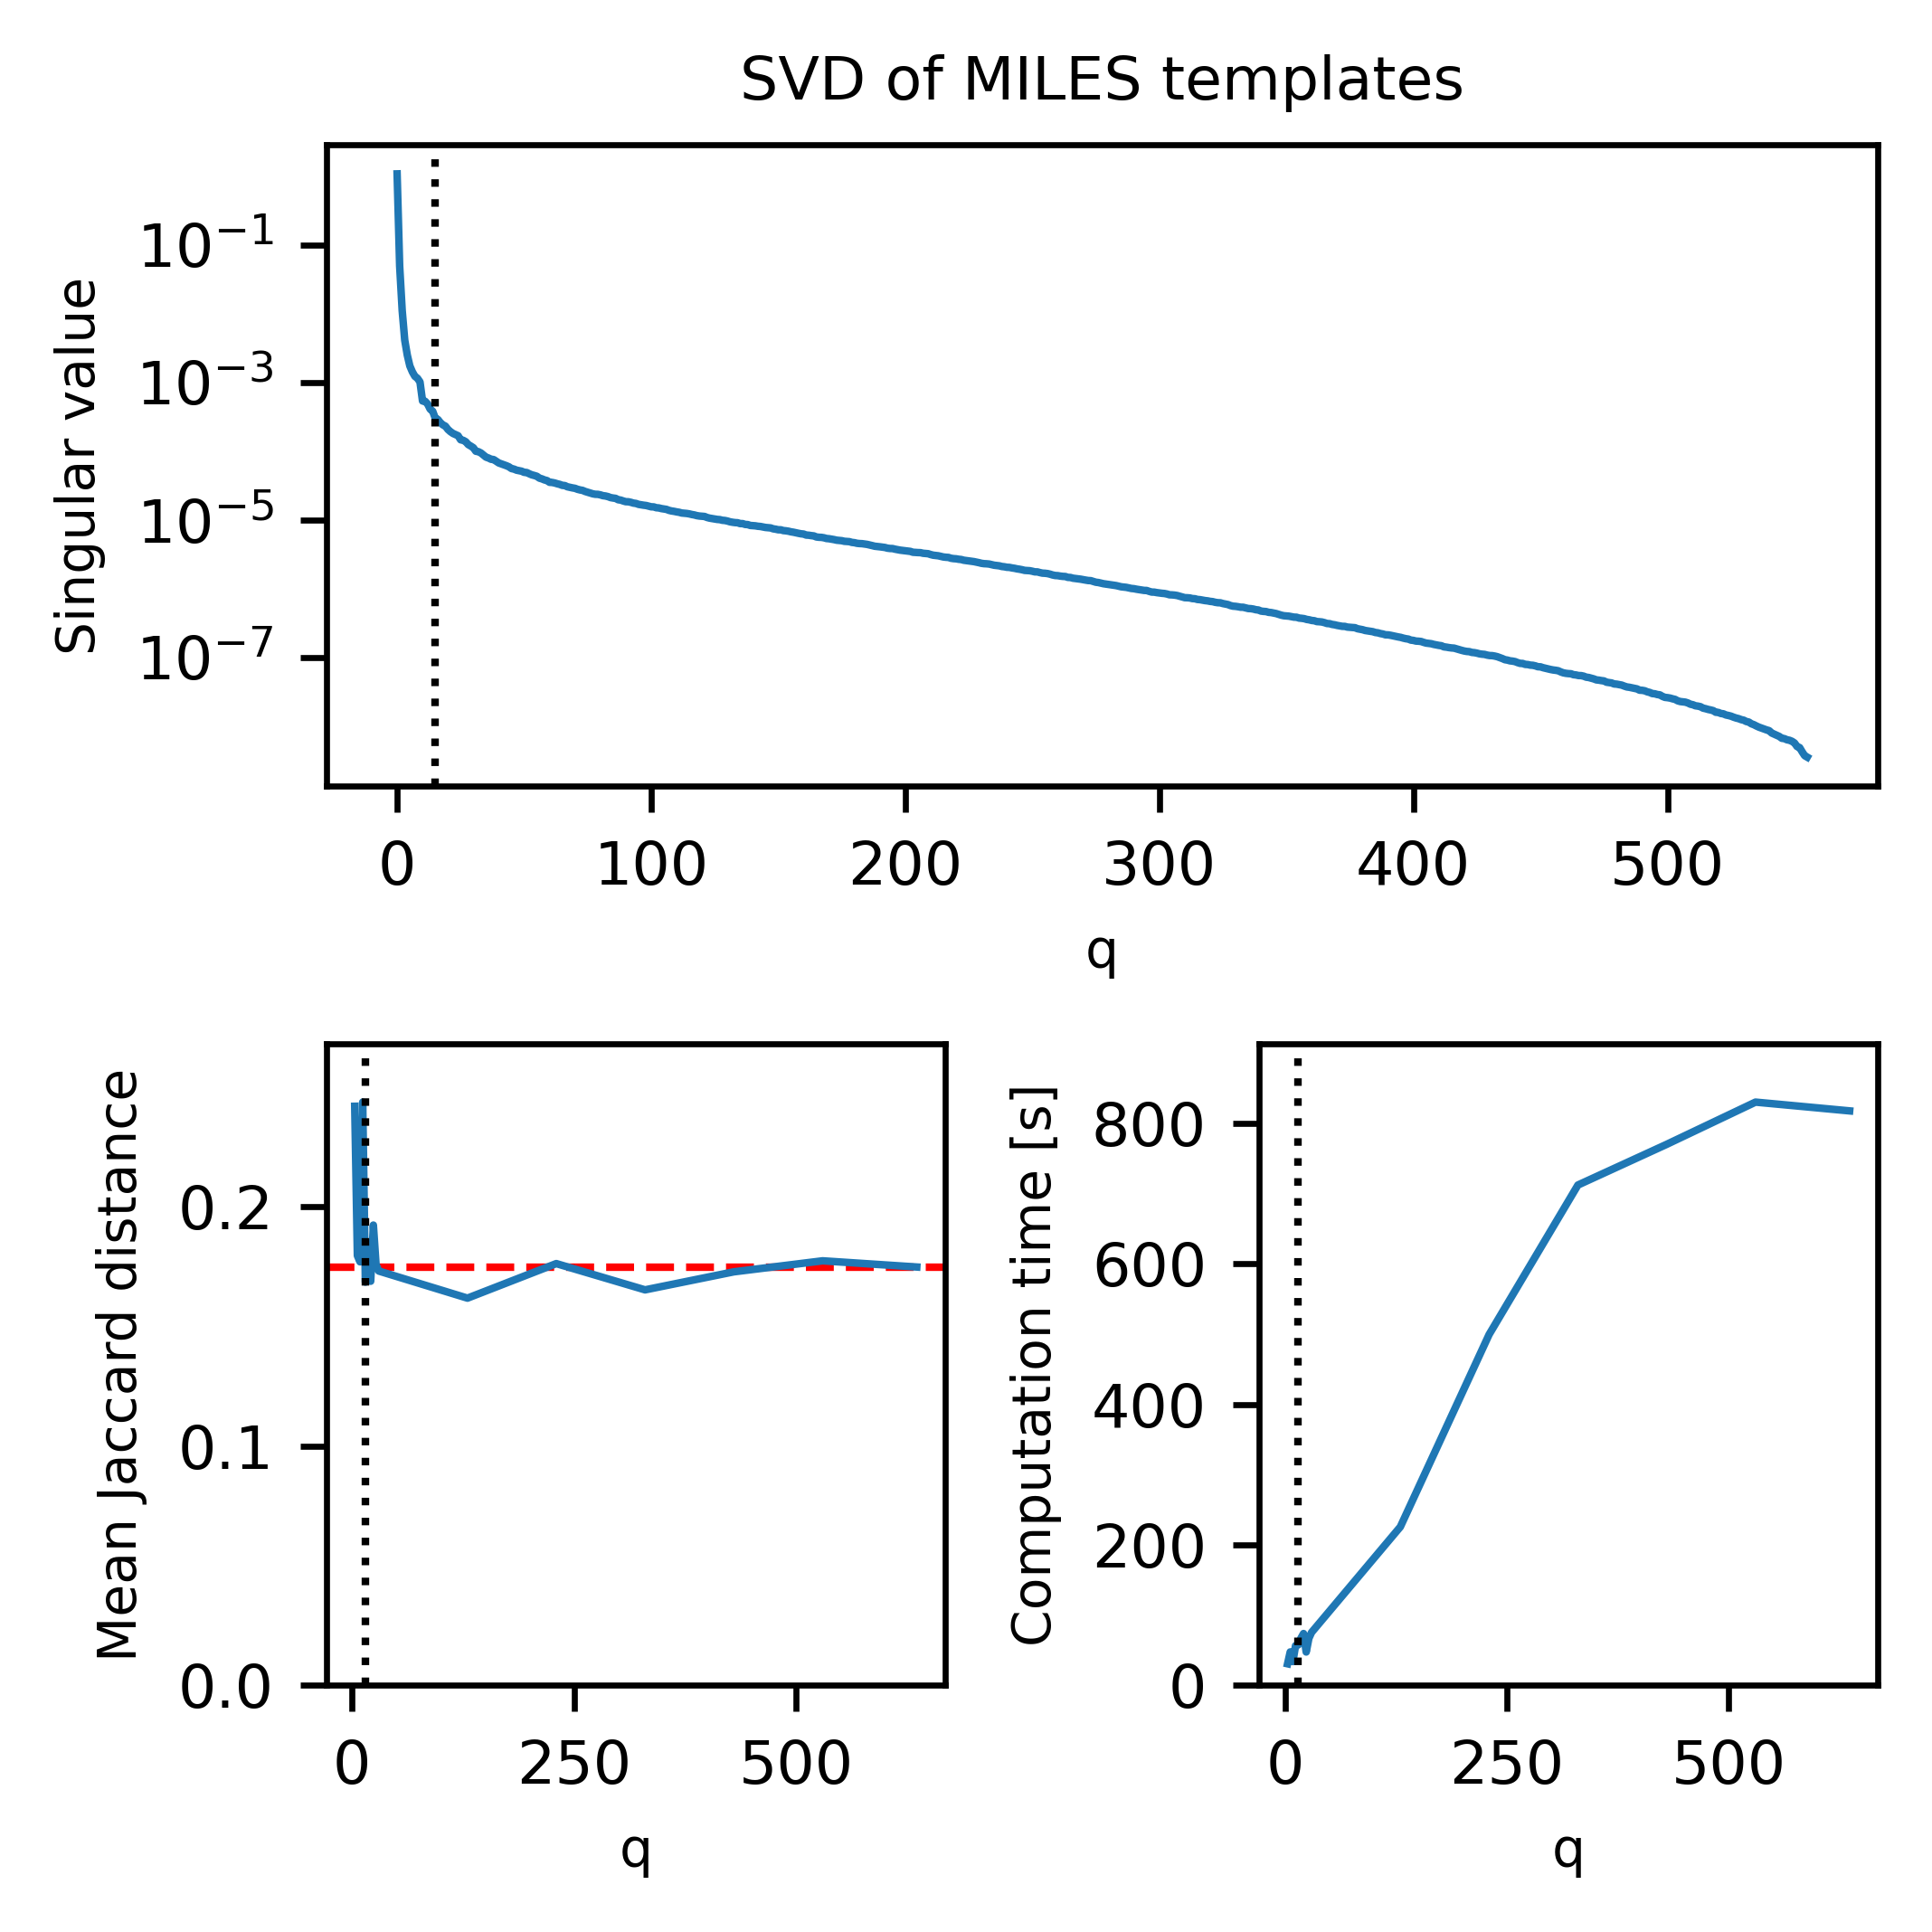 SVD of MILES templates
Singular value
10⁻¹
10⁻³
10⁻⁵
10⁻⁷
0 100 200 300 400 500
q
Mean Jaccard distance
0.2
0.1
0.0
0 250 500
q
Computation time [s]
800
600
400
200
0
0 250 500
q